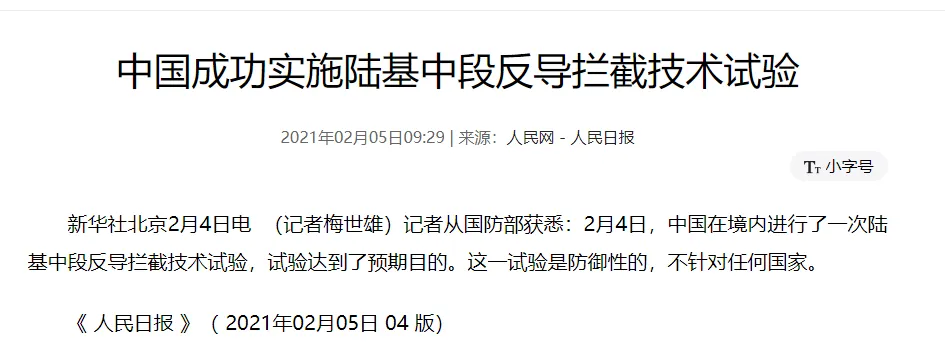 中国成功实施陆基中段反导拦截技术试验
2021年02月05日09:29 | 来源：人民网－人民日报
TT 小字号
新华社北京2月4日电 （记者梅世雄）记者从国防部获悉：2月4日，中国在境内进行了一次陆
基中段反导拦截技术试验，试验达到了预期目的。这一试验是防御性的，不针对任何国家。
《 人民日报 》（ 2021年02月05日 04 版）